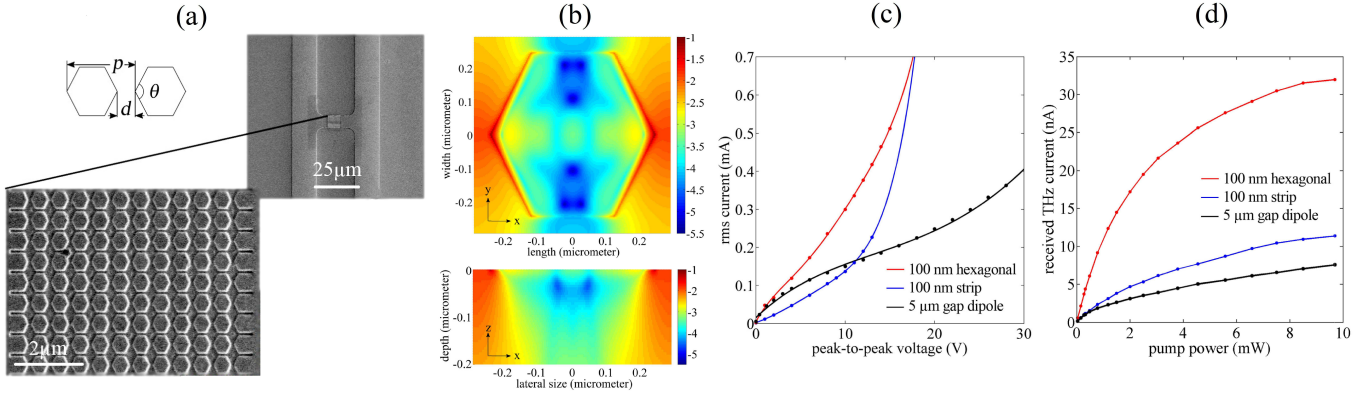 (a)
p
θ
d
25μm
2μm
(b)
width (micrometer)
0.2
0.1
0
-0.1
-0.2
y
x
-0.2 -0.1 0 0.1 0.2
length (micrometer)
-1
-1.5
-2
-2.5
-3
-3.5
-4
-4.5
-5
-5.5
depth (micrometer)
0
-0.1
-0.2
z
x
-0.2 -0.1 0 0.1 0.2
lateral size (micrometer)
-1
-2
-3
-4
-5
(c)
rms current (mA)
0.7
0.6
0.5
0.4
0.3
0.2
0.1
0
100 nm hexagonal
100 nm strip
5 μm gap dipole
0 10 20 30
peak-to-peak voltage (V)
(d)
received THz current (nA)
35
30
25
20
15
10
5
0
100 nm hexagonal
100 nm strip
5 μm gap dipole
0 2 4 6 8 10
pump power (mW)